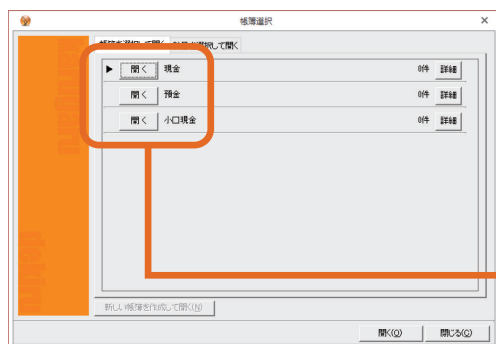 帳簿選択
帳簿を選択して開く
選択して開く
開く 現金 0件 詳細
開く 預金 0件 詳細
開く 小口現金 0件 詳細
karugaru
dekiru
新しい帳簿を作成して開く(N)
開く(O) 閉じる(C)